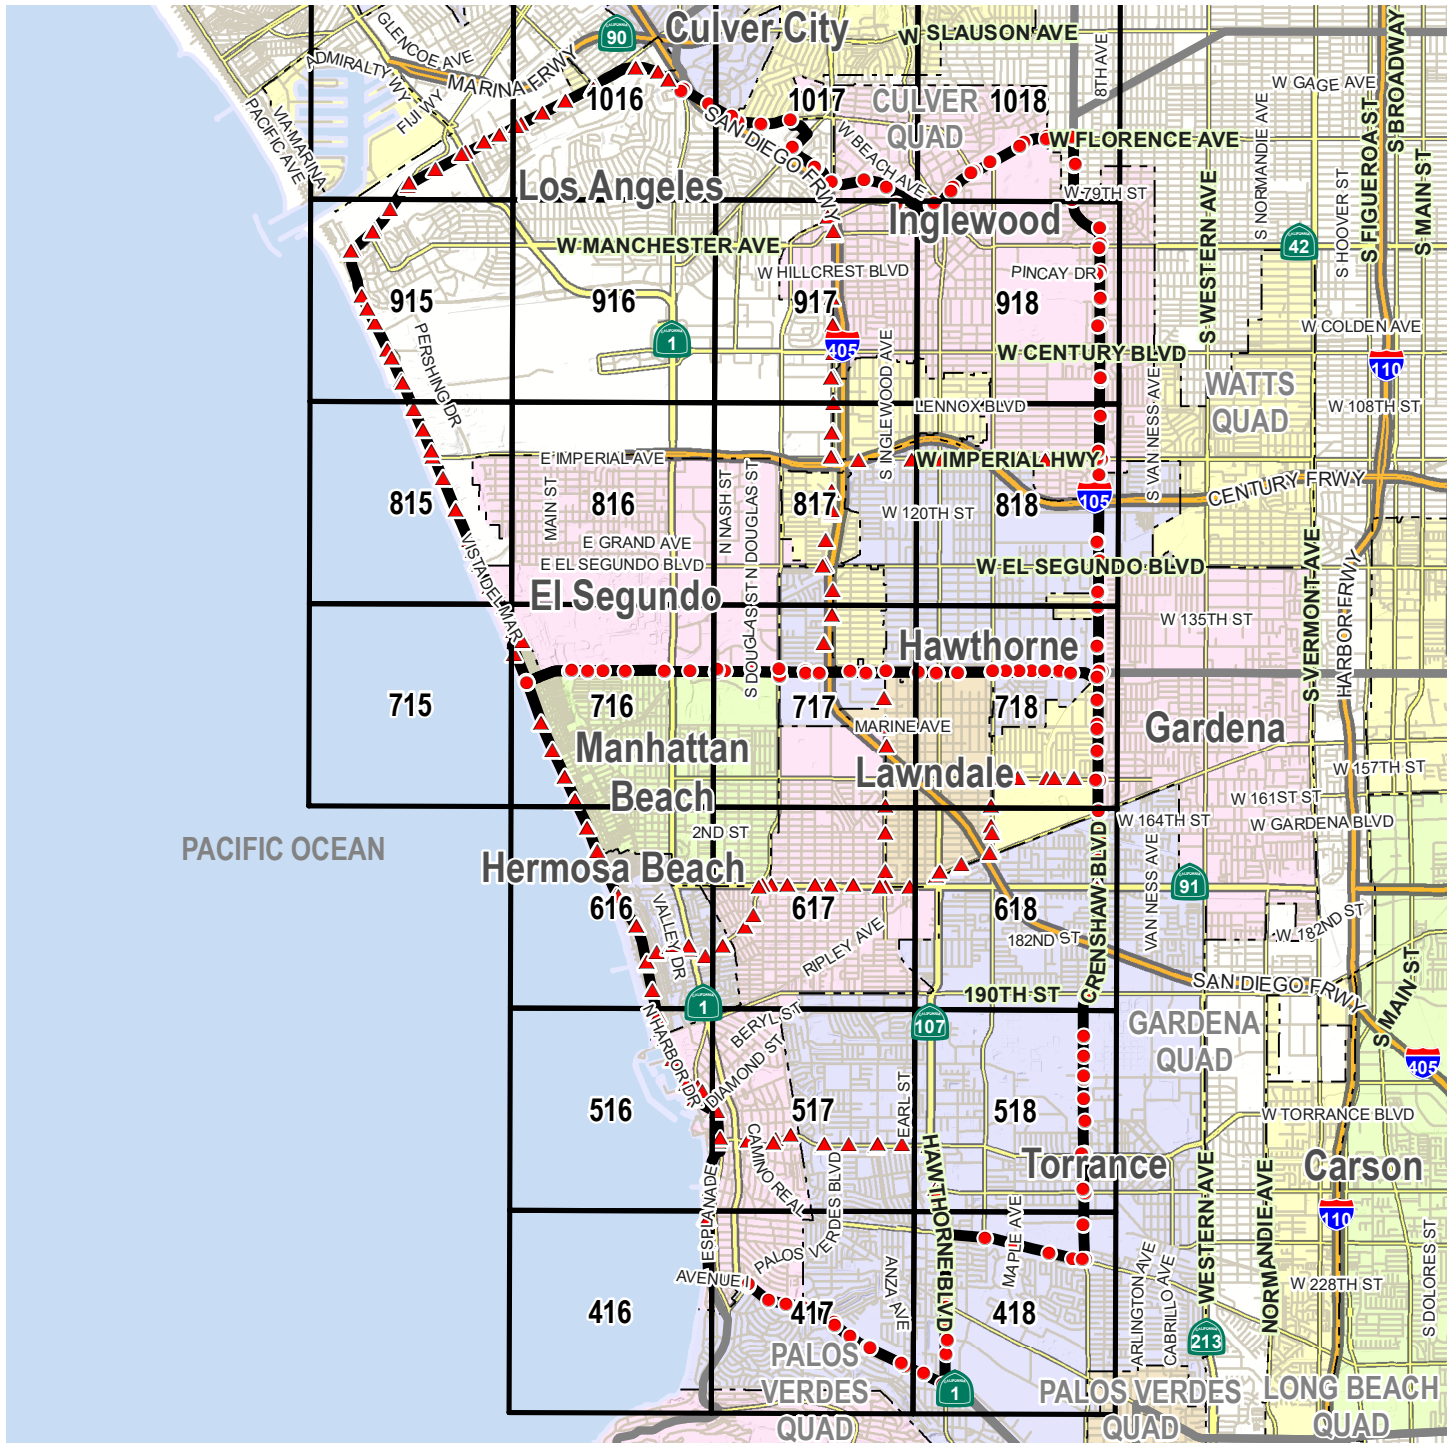 Culver City
CALIFORNIA
90
W SLAUSON AVE
8TH AVE
S BROADWAY
GLENCOE AVE
ADMIRALTY WY
MARINA FRWY
FIJI WY
VIA MARINA
PACIFIC AVE
1016
1017
CULVER
QUAD
1018
W GAGE AVE
S FIGUEROA ST
S MAIN ST
SAN DIEGO FRWY
W BEACH AVE
W FLORENCE AVE
S NORMANDIE AVE
S HOOVER ST
W 79TH ST
Los Angeles
Inglewood
S WESTERN AVE
CALIFORNIA
42
W MANCHESTER AVE
W HILLCREST BLVD
PINCAY DR
915
916
917
918
PERSHING DR
CALIFORNIA
1
405
S INGLEWOOD AVE
W CENTURY BLVD
W COLDEN AVE
110
S VAN NESS AVE
WATTS
QUAD
LENNOX BLVD
W 108TH ST
E IMPERIAL AVE
W IMPERIAL HWY
CENTURY FRWY
815
MAIN ST
816
N NASH ST
N DOUGLAS ST
817
W 120TH ST
818
105
VISTA DEL MAR
E GRAND AVE
E EL SEGUNDO BLVD
W EL SEGUNDO BLVD
S VERMONT AVE
HARBOR FRWY
El Segundo
S DOUGLAS ST
Hawthorne
W 135TH ST
715
716
717
718
MARINE AVE
Gardena
Manhattan
Beach
Lawndale
W 157TH ST
W 161ST ST
W 164TH ST
W GARDENA BLVD
2ND ST
PACIFIC OCEAN
Hermosa Beach
CRENSHAW BLVD
VAN NESS AVE
CALIFORNIA
91
616
VALLEY DR
617
618
RIPLEY AVE
182ND ST
W 182ND ST
SAN DIEGO FRWY
S MAIN ST
190TH ST
CALIFORNIA
1
CALIFORNIA
107
N HARBOR DR
BERYL ST
DIAMOND ST
GARDENA
QUAD
405
516
517
EARL ST
518
W TORRANCE BLVD
CAMINO REAL
HAWTHORNE BLVD
Torrance
Carson
ESPLANADE
PALOS VERDES BLVD
MAPLE AVE
WESTERN AVE
NORMANDIE AVE
110
AVENUE I
ANZA AVE
ARLINGTON AVE
CABRILLO AVE
W 228TH ST
S DOLORES ST
416
417
418
CALIFORNIA
213
PALOS
VERDES
QUAD
CALIFORNIA
1
PALOS VERDES
QUAD
LONG BEACH
QUAD